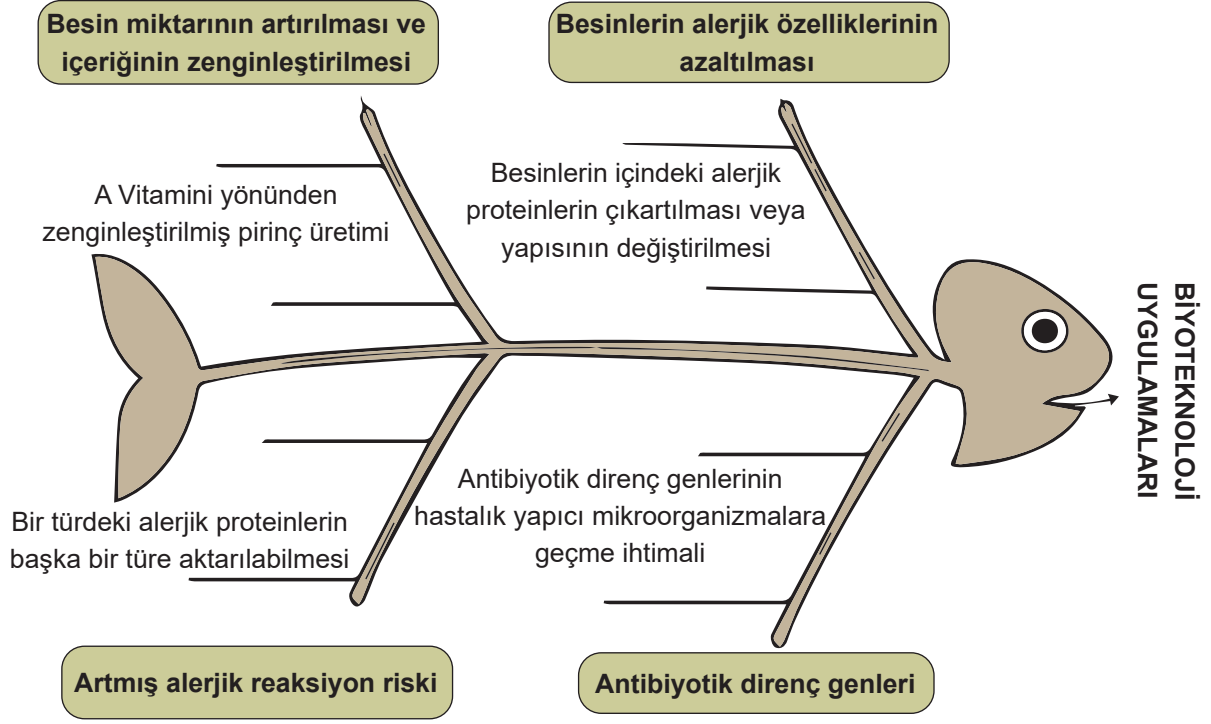 Besin miktarının artırılması ve
içeriğinin zenginleştirilmesi
Besinlerin alerjik özelliklerinin
azaltılması
A Vitamini yönünden
zenginleştirilmiş pirinç üretimi
Besinlerin içindeki alerjik
proteinlerin çıkartılması veya
yapısının değiştirilmesi
BİYOTEKNOLOJİ
UYGULAMALARI
Bir türdeki alerjik proteinlerin
başka bir türe aktarılabilmesi
Antibiyotik direnç genlerinin
hastalık yapıcı mikroorganizmalara
geçme ihtimali
Artmış alerjik reaksiyon riski
Antibiyotik direnç genleri